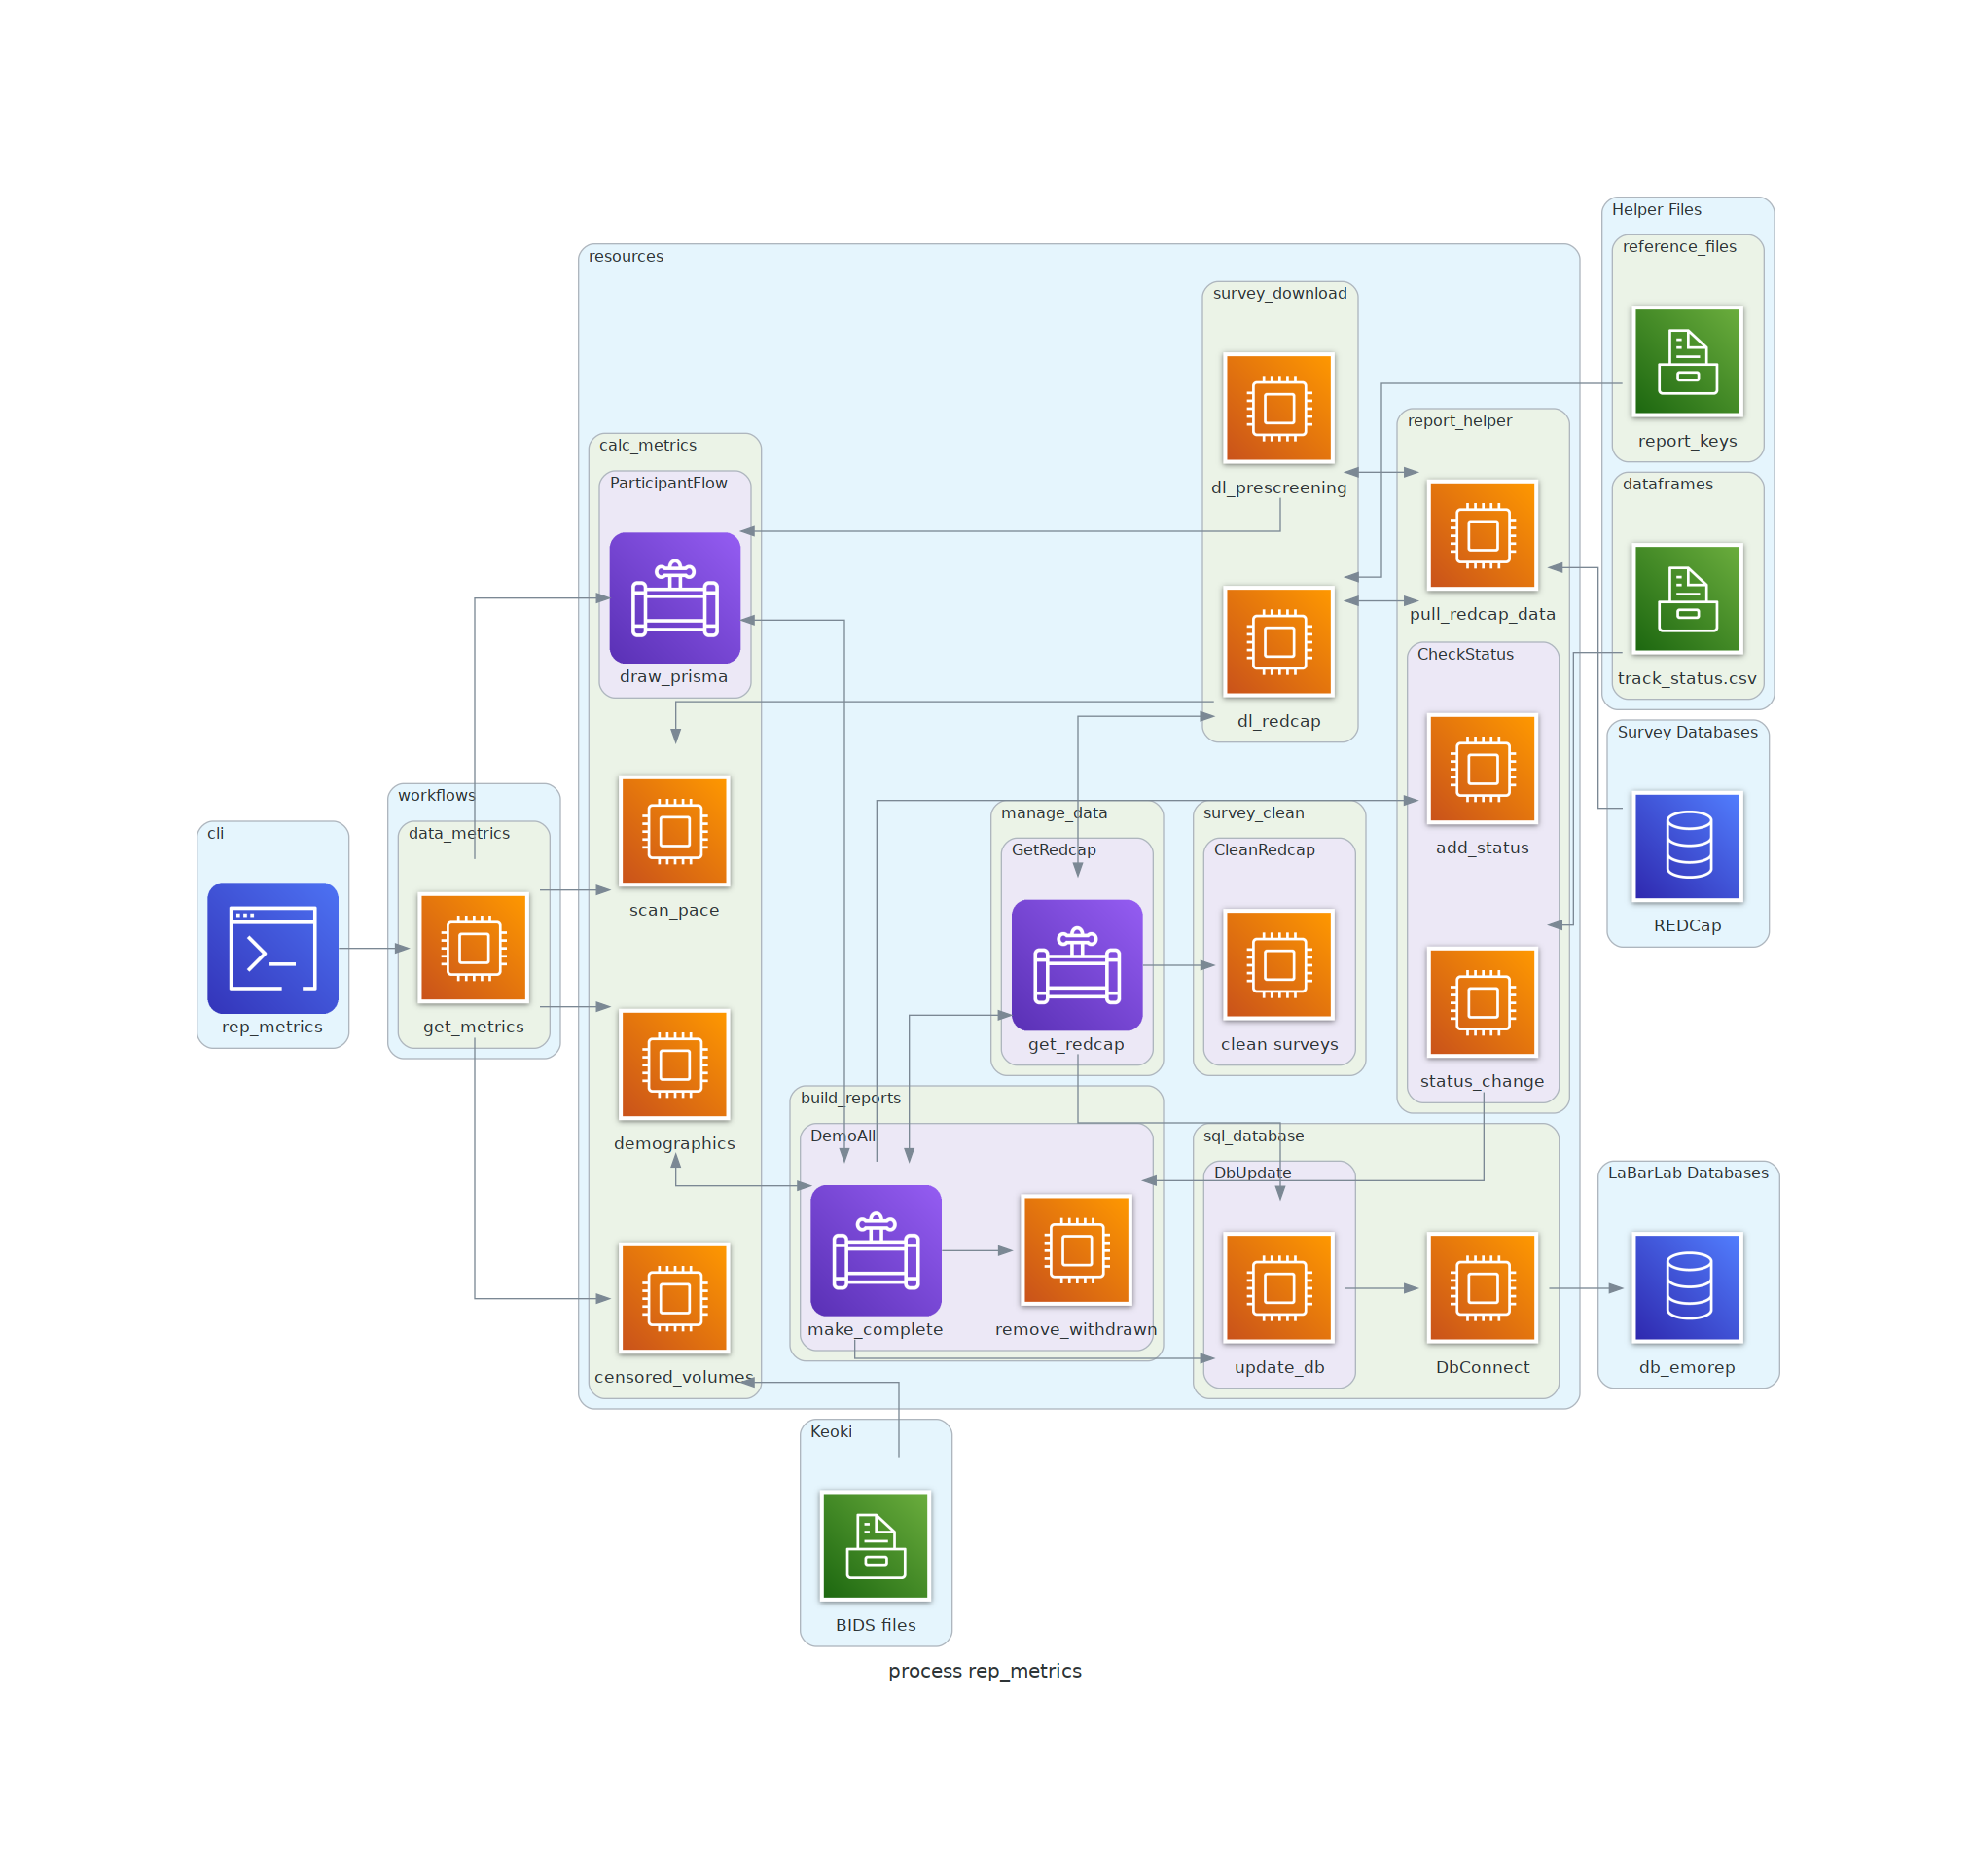 Helper Files
reference_files
report_keys
dataframes
track_status.csv
resources
survey_download
dl_prescreening
dl_redcap
report_helper
pull_redcap_data
CheckStatus
add_status
status_change
calc_metrics
ParticipantFlow
draw_prisma
scan_pace
demographics
censored_volumes
Survey Databases
REDCap
workflows
data_metrics
get_metrics
cli
rep_metrics
manage_data
GetRedcap
get_redcap
survey_clean
CleanRedcap
clean surveys
build_reports
DemoAll
make_complete
remove_withdrawn
sql_database
DbUpdate
update_db
DbConnect
LaBarLab Databases
db_emorep
Keoki
BIDS files
process rep_metrics